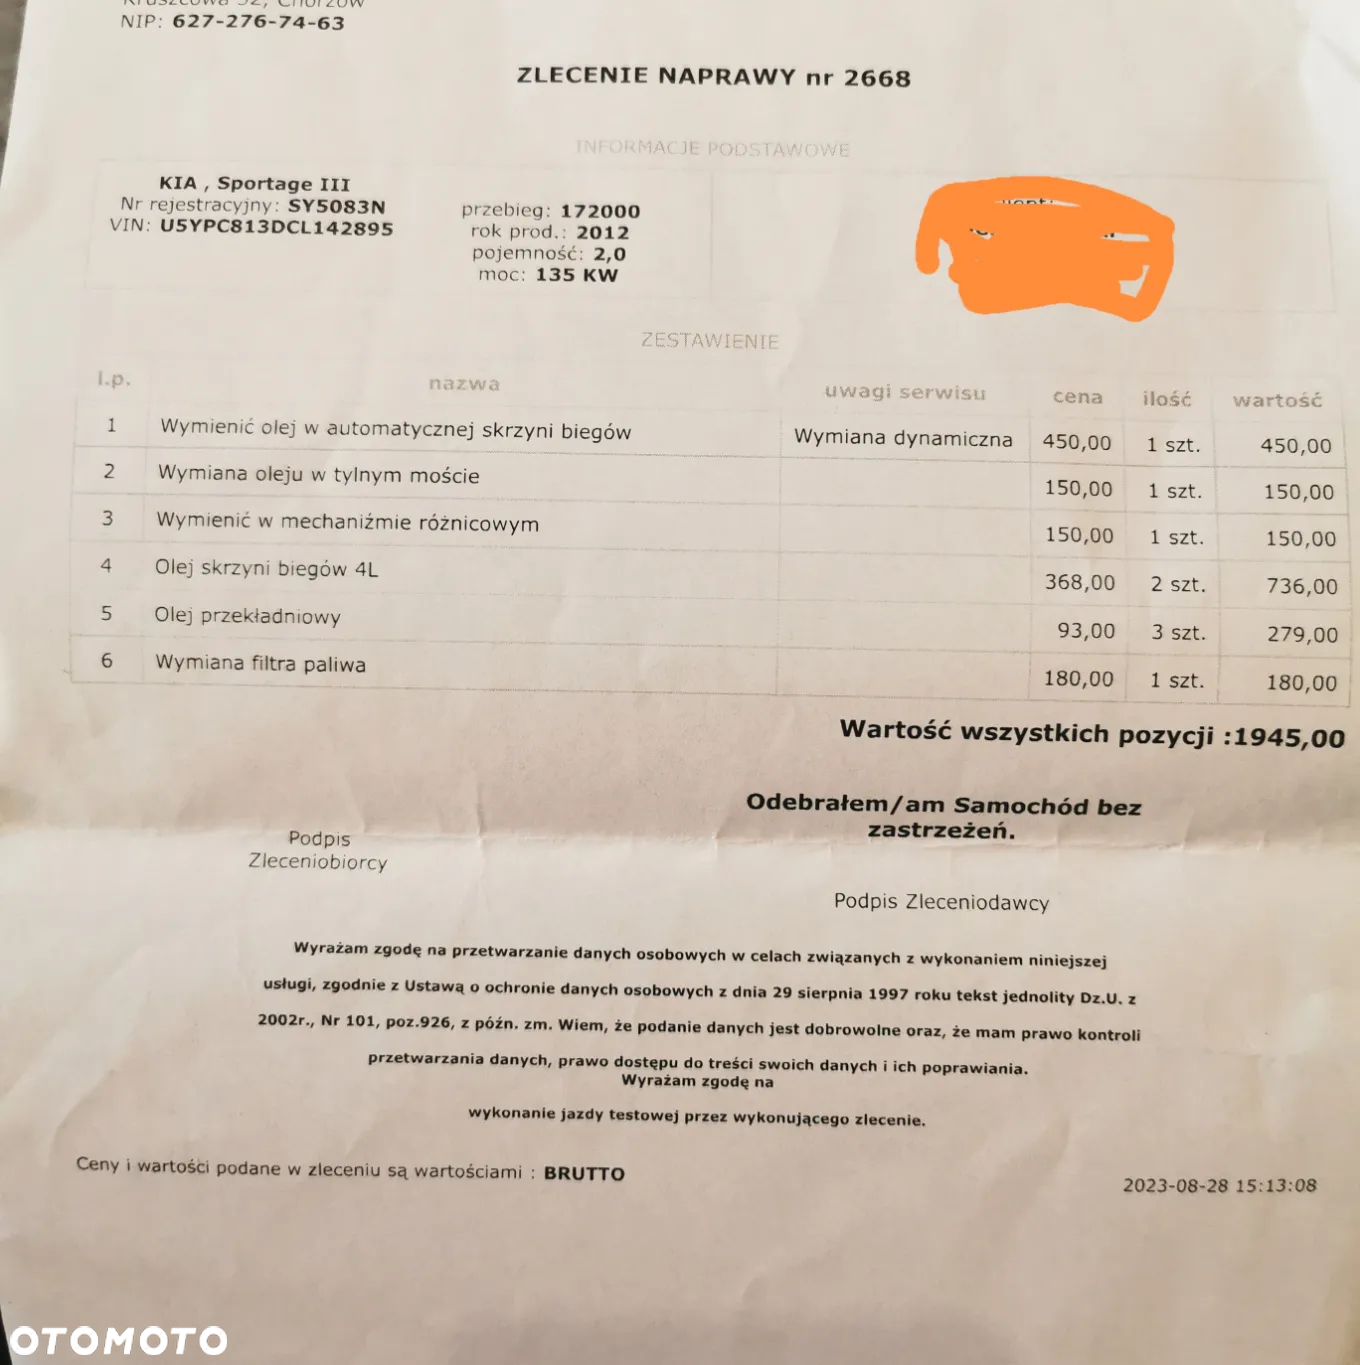 NIP: 627-276-74-63
ZLECENIE NAPRAWY nr 2668
INFORMACJE PODSTAWOWE
KIA , Sportage III
Nr rejestracyjny: SY5083N
VIN: U5YPC813DCL142895
przebieg: 172000
rok prod.: 2012
pojemność: 2,0
moc: 135 KW
ZESTAWIENIE
l.p. nazwa uwagi serwisu cena ilość wartość
1 Wymienić olej w automatycznej skrzyni biegów Wymiana dynamiczna 450,00 1 szt. 450,00
2 Wymiana oleju w tylnym moście 150,00 1 szt. 150,00
3 Wymienić w mechaniźmie różnicowym 150,00 1 szt. 150,00
4 Olej skrzyni biegów 4L 368,00 2 szt. 736,00
5 Olej przekładniowy 93,00 3 szt. 279,00
6 Wymiana filtra paliwa 180,00 1 szt. 180,00
Wartość wszystkich pozycji :1945,00
Odebrałem/am Samochód bez
zastrzeżeń.
Podpis
Zleceniobiorcy
Podpis Zleceniodawcy
Wyrażam zgodę na przetwarzanie danych osobowych w celach związanych z wykonaniem niniejszej
usługi, zgodnie z Ustawą o ochronie danych osobowych z dnia 29 sierpnia 1997 roku tekst jednolity Dz.U. z
2002r., Nr 101, poz.926, z późn. zm. Wiem, że podanie danych jest dobrowolne oraz, że mam prawo kontroli
przetwarzania danych, prawo dostępu do treści swoich danych i ich poprawiania.
Wyrażam zgodę na
wykonanie jazdy testowej przez wykonującego zlecenie.
Ceny i wartości podane w zleceniu są wartościami : BRUTTO
2023-08-28 15:13:08
OTOMOTO